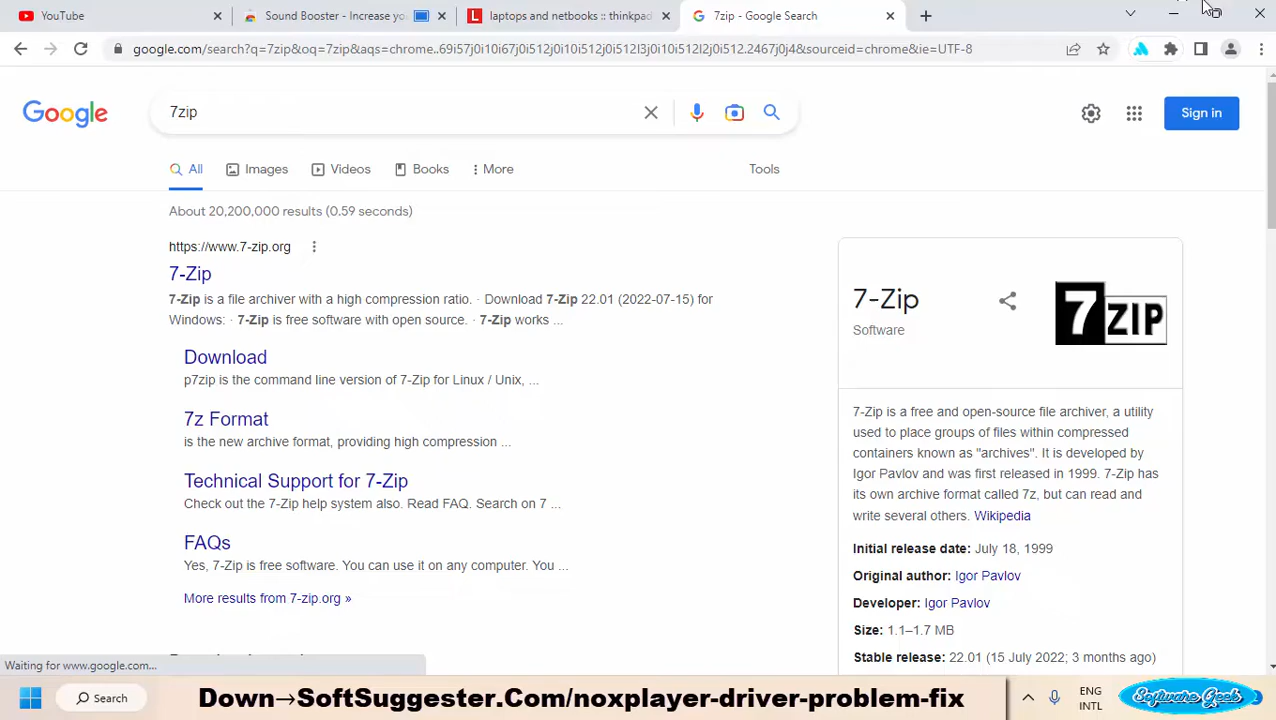 YouTube
Sound Booster - Increase yo
laptops and netbooks :: thinkpad
7zip - Google Search
google.com/search?q=7zip&oq=7zip&aqs=chrome..69i57j0i10i67j0i512j0i10i512l3j0i512j0i10i512l2j0i512.2467j0j4&sourceid=chrome&ie=UTF-8
Google
7zip
Sign in
All
Images
Videos
Books
More
Tools
About 20,200,000 results (0.59 seconds)
https://www.7-zip.org
7-Zip
7-Zip is a file archiver with a high compression ratio. · Download 7-Zip 22.01 (2022-07-15) for
Windows: · 7-Zip is free software with open source. · 7-Zip works ...
Download
p7zip is the command line version of 7-Zip for Linux / Unix, ...
7z Format
is the new archive format, providing high compression ...
Technical Support for 7-Zip
Check out the 7-Zip help system also. Read FAQ. Search on 7 ...
FAQs
Yes, 7-Zip is free software. You can use it on any computer. You ...
More results from 7-zip.org »
7-Zip
Software
7ZIP
7-Zip is a free and open-source file archiver, a utility
used to place groups of files within compressed
containers known as "archives". It is developed by
Igor Pavlov and was first released in 1999. 7-Zip has
its own archive format called 7z, but can read and
write several others. Wikipedia
Initial release date: July 18, 1999
Original author: Igor Pavlov
Developer: Igor Pavlov
Size: 1.1–1.7 MB
Stable release: 22.01 (15 July 2022; 3 months ago)
Waiting for www.google.com...
Search
Down→SoftSuggester.Com/noxplayer-driver-problem-fix
ENG
INTL
Software Geek